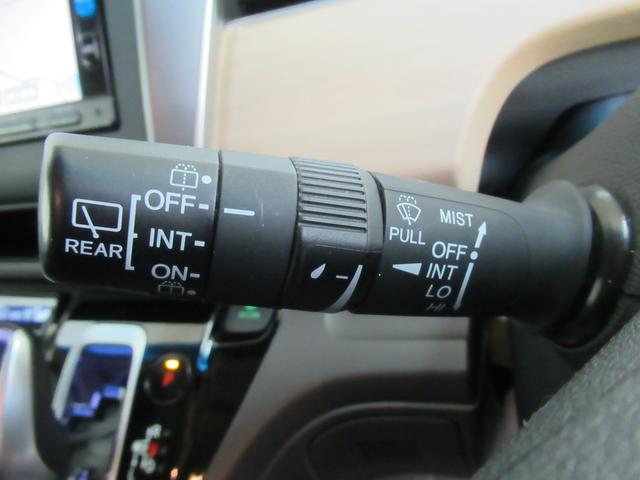 REAR
OFF
INT
ON
PULL
MIST
OFF
INT
LO
HI